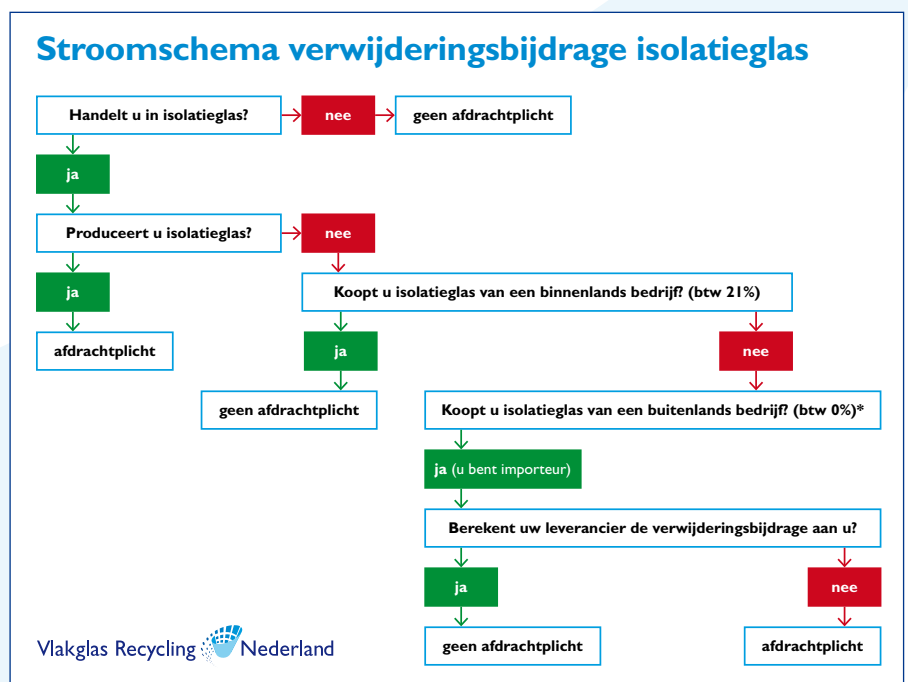 Stroomschema verwijderingsbijdrage isolatieglas
Handelt u in isolatieglas?
nee
geen afdrachtplicht
ja
Produceert u isolatieglas?
nee
ja
Koopt u isolatieglas van een binnenlands bedrijf? (btw 21%)
afdrachtplicht
ja
nee
geen afdrachtplicht
Koopt u isolatieglas van een buitenlands bedrijf? (btw 0%)*
ja (u bent importeur)
Berekent uw leverancier de verwijderingsbijdrage aan u?
ja
nee
geen afdrachtplicht
afdrachtplicht
Vlakglas Recycling Nederland